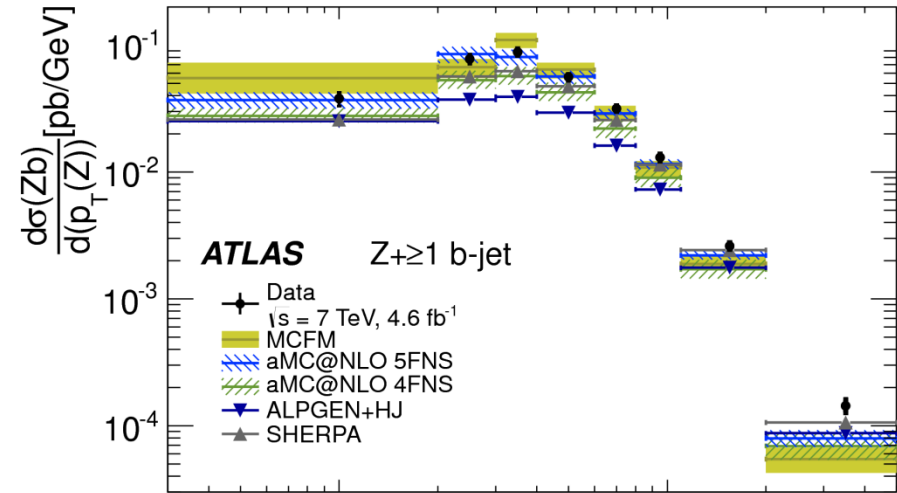 dσ(Zb)
d(p_T(Z))
[pb/GeV]
10⁻¹
10⁻²
10⁻³
10⁻⁴
ATLAS Z+≥1 b-jet
Data
√s = 7 TeV, 4.6 fb⁻¹
MCFM
aMC@NLO 5FNS
aMC@NLO 4FNS
ALPGEN+HJ
SHERPA